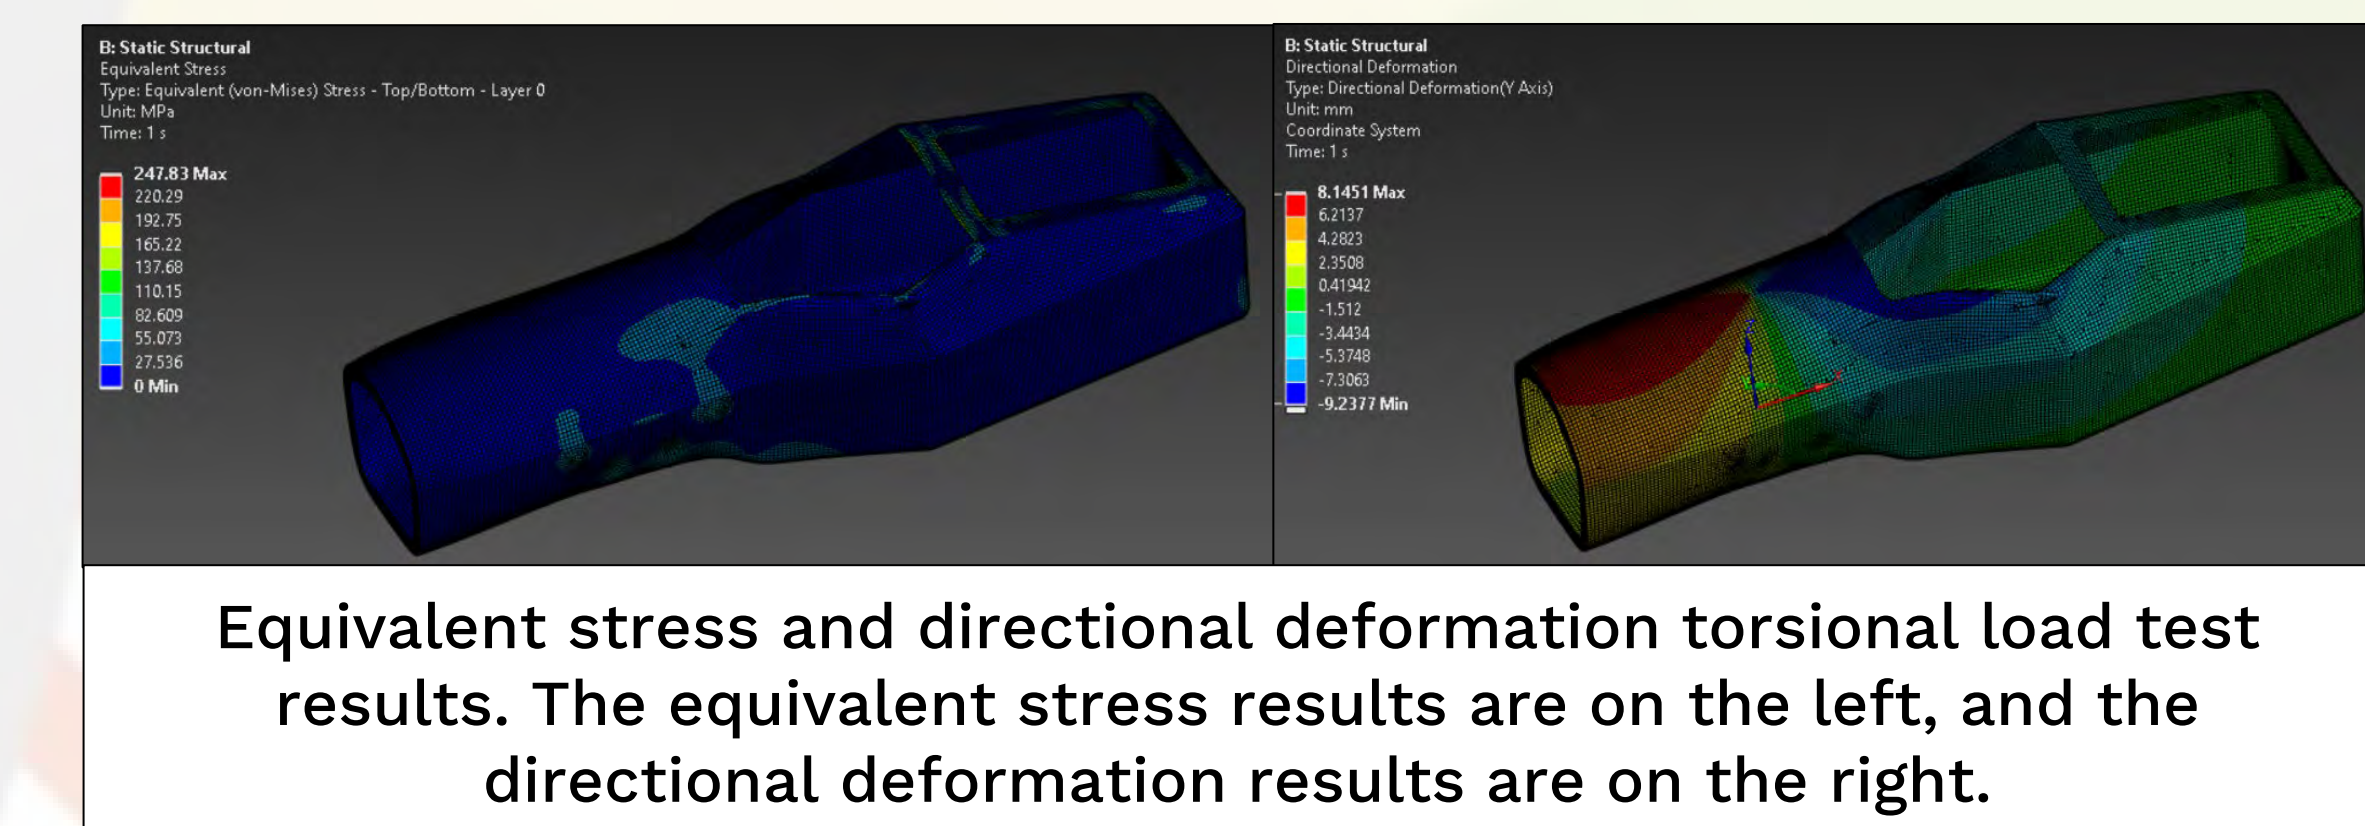 B: Static Structural
Equivalent Stress
Type: Equivalent (von-Mises) Stress - Top/Bottom - Layer 0
Unit: MPa
Time: 1 s
247.83 Max
220.29
192.75
165.22
137.68
110.15
82.609
55.073
27.536
0 Min
B: Static Structural
Directional Deformation
Type: Directional Deformation(Y Axis)
Unit: mm
Coordinate System
Time: 1 s
8.1451 Max
6.2137
4.2823
2.3508
0.41942
-1.512
-3.4434
-5.3748
-7.3063
-9.2377 Min
Equivalent stress and directional deformation torsional load test
results. The equivalent stress results are on the left, and the
directional deformation results are on the right.